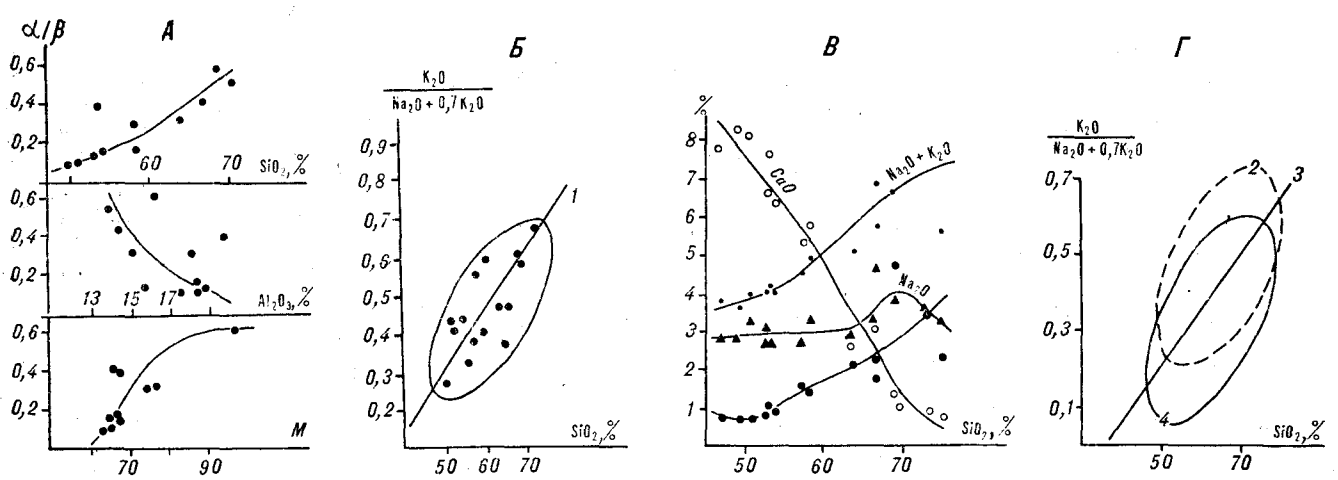 α/β
А
0,6
0,4
0,2
60
70
SiO₂,%
0,6
0,4
0,2
13
15
17
Al₂O₃,%
0,6
0,4
0,2
М
70
90
Б
K₂O
Na₂O + 0,7K₂O
0,9
0,8
0,7
0,6
0,5
0,4
0,3
0,2
1
SiO₂,%
50
60
70
В
%
8
7
6
5
4
3
2
1
CaO
Na₂O + K₂O
Na₂O
SiO₂,%
50
60
70
Г
K₂O
Na₂O + 0,7K₂O
0,7
0,5
0,3
0,1
2
3
4
SiO₂,%
50
70